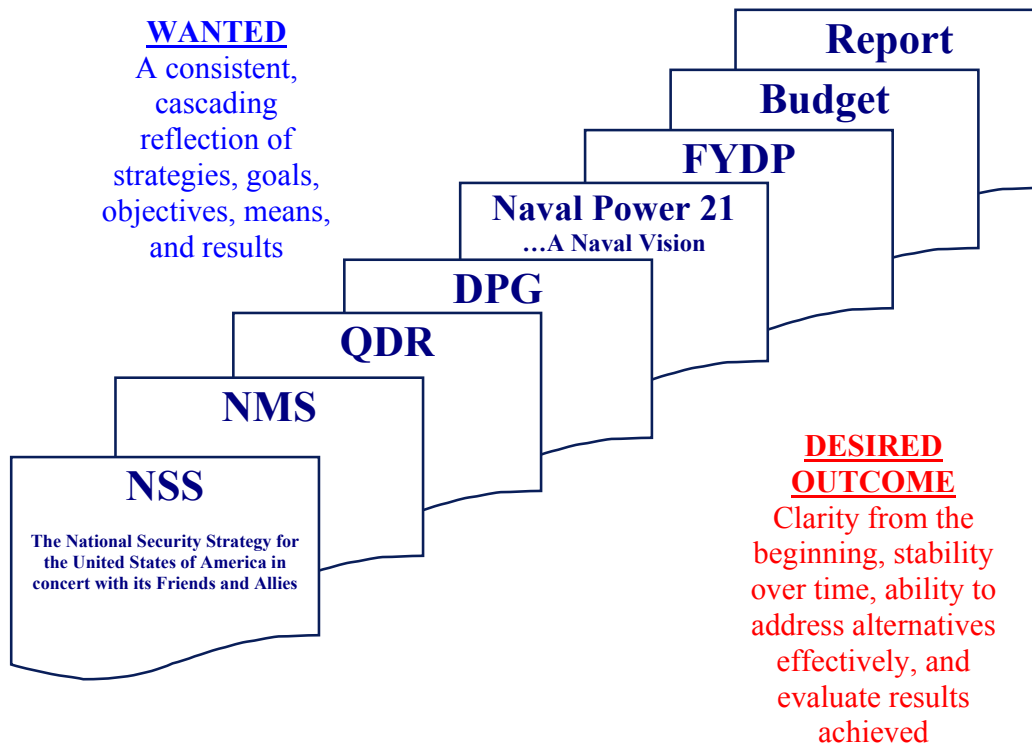 WANTED
A consistent,
cascading
reflection of
strategies, goals,
objectives, means,
and results
Report
Budget
FYDP
Naval Power 21
…A Naval Vision
DPG
QDR
NMS
NSS
The National Security Strategy for
the United States of America in
concert with its Friends and Allies
DESIRED
OUTCOME
Clarity from the
beginning, stability
over time, ability to
address alternatives
effectively, and
evaluate results
achieved